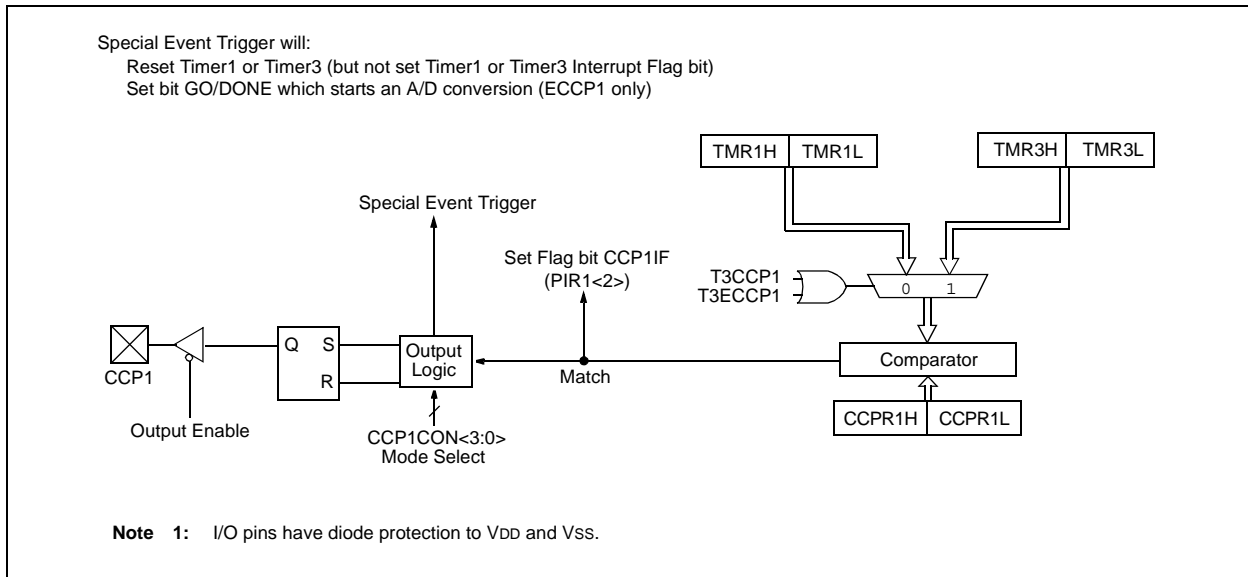 Special Event Trigger will:
Reset Timer1 or Timer3 (but not set Timer1 or Timer3 Interrupt Flag bit)
Set bit GO/DONE which starts an A/D conversion (ECCP1 only)
TMR1H TMR1L
TMR3H TMR3L
Special Event Trigger
Set Flag bit CCP1IF
(PIR1<2>)
T3CCP1
T3ECCP1
0 1
Q S
R
Output
Logic
Comparator
CCP1
Match
Output Enable
CCP1CON<3:0>
Mode Select
CCPR1H CCPR1L
Note 1: I/O pins have diode protection to VDD and VSS.